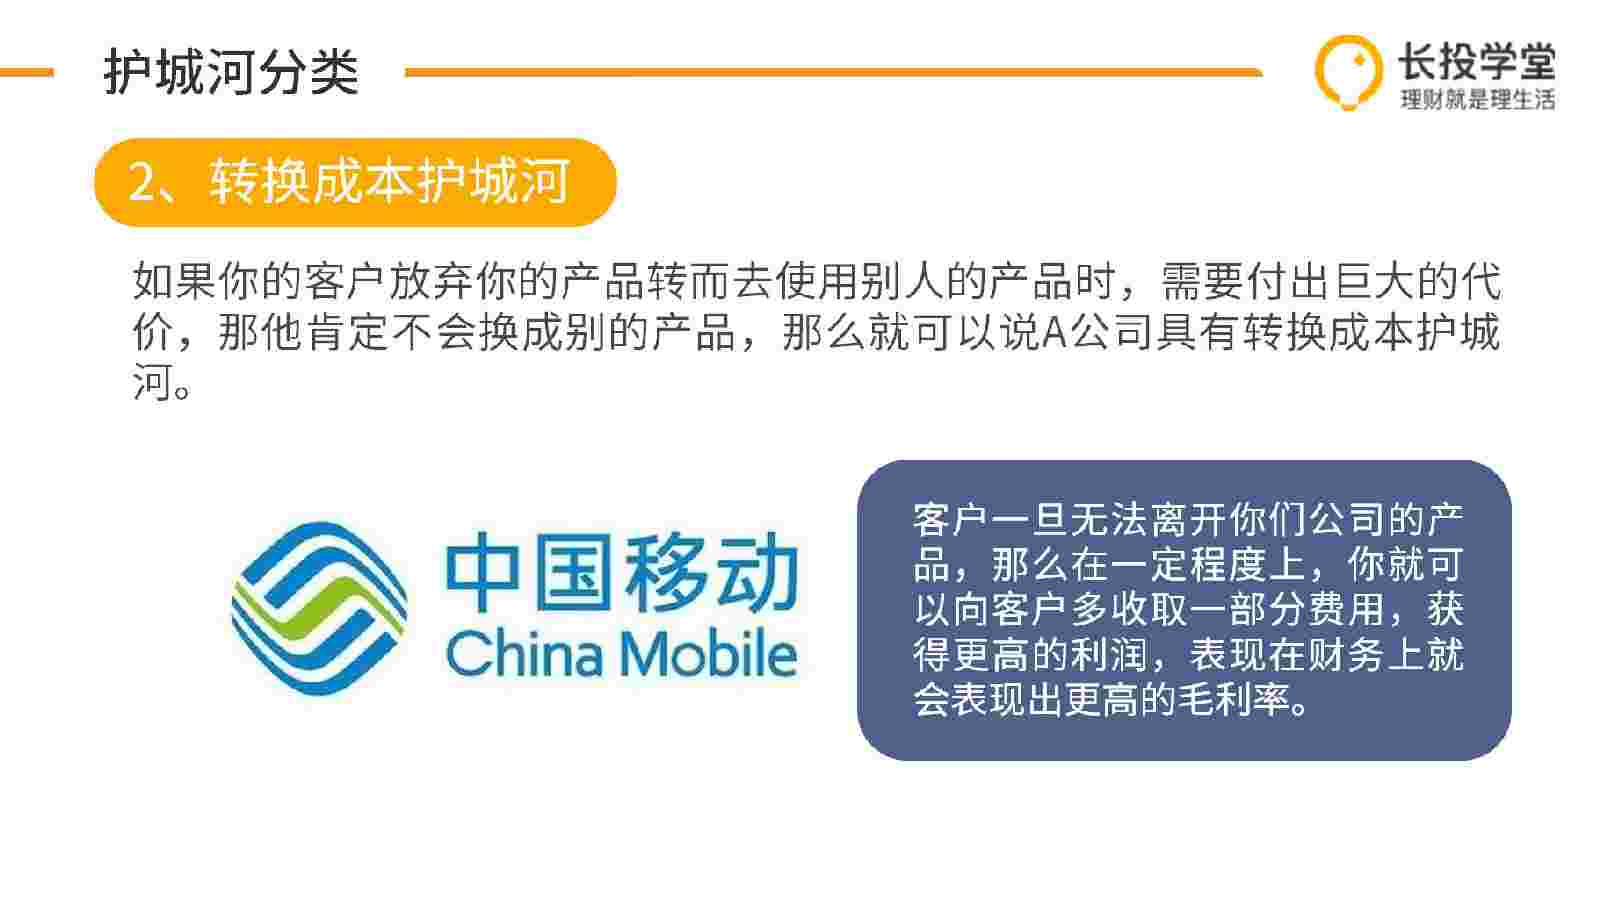 护城河分类
长投学堂
理财就是理生活
2、转换成本护城河
如果你的客户放弃你的产品转而去使用别人的产品时，需要付出巨大的代
价，那他肯定不会换成别的产品，那么就可以说A公司具有转换成本护城
河。
中国移动
China Mobile
客户一旦无法离开你们公司的产
品，那么在一定程度上，你就可
以向客户多收取一部分费用，获
得更高的利润，表现在财务上就
会表现出更高的毛利率。